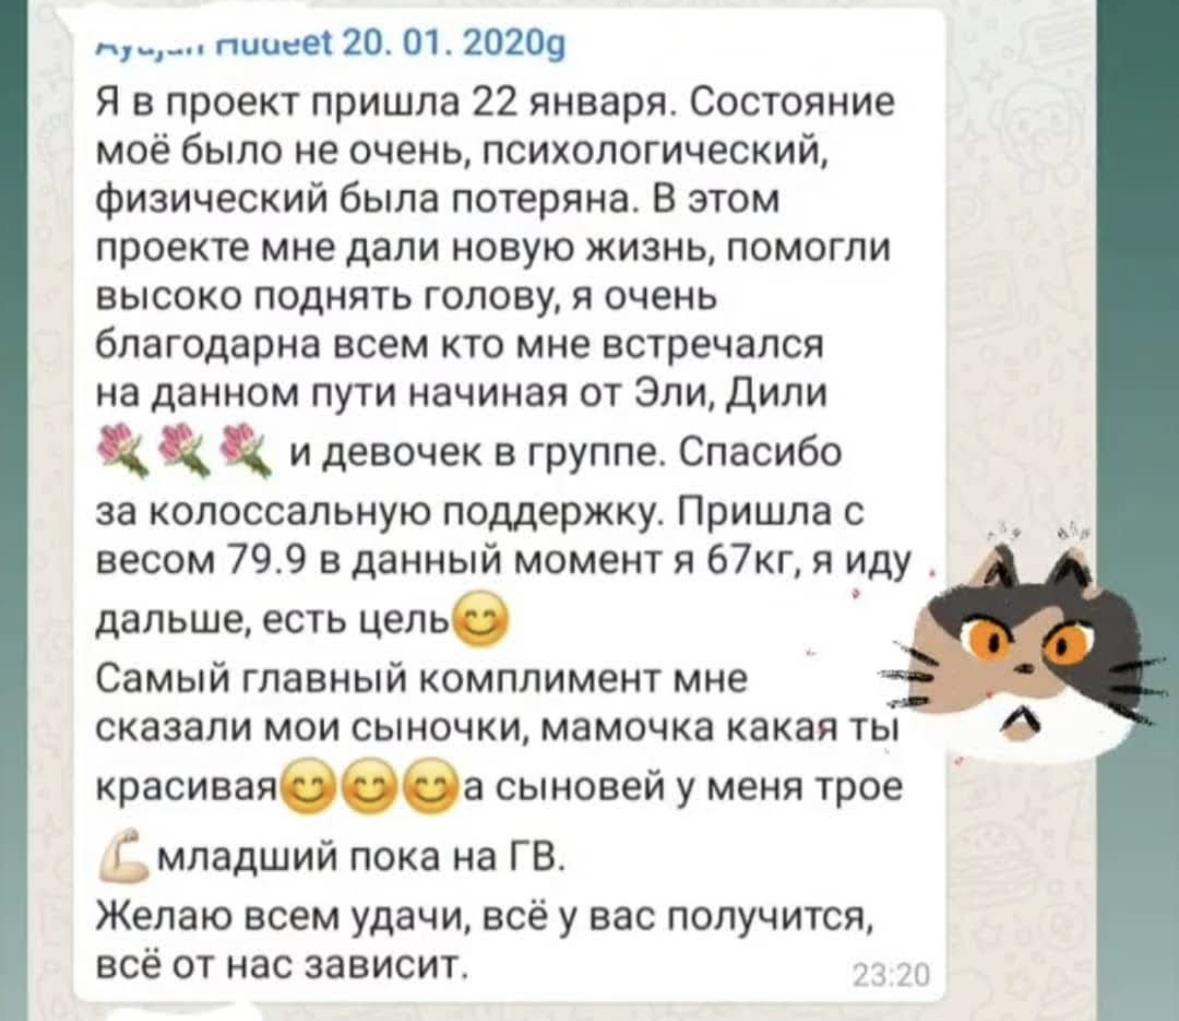 20. 01. 2020g
Я в проект пришла 22 января. Состояние
моё было не очень, психологический,
физический была потеряна. В этом
проекте мне дали новую жизнь, помогли
высоко поднять голову, я очень
благодарна всем кто мне встречался
на данном пути начиная от Эли, Дили
💐💐💐 и девочек в группе. Спасибо
за колоссальную поддержку. Пришла с
весом 79.9 в данный момент я 67кг, я иду
дальше, есть цель😊
Самый главный комплимент мне
сказали мои сыночки, мамочка какая ты
красивая😊😊😊а сыновей у меня трое
💪младший пока на ГВ.
Желаю всем удачи, всё у вас получится,
всё от нас зависит.
23:20